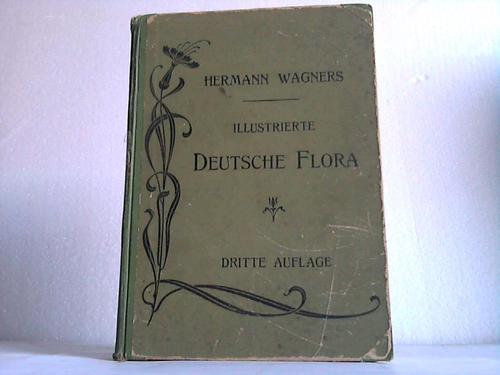 HERMANN WAGNERS
ILLUSTRIERTE
DEUTSCHE FLORA
DRITTE AUFLAGE